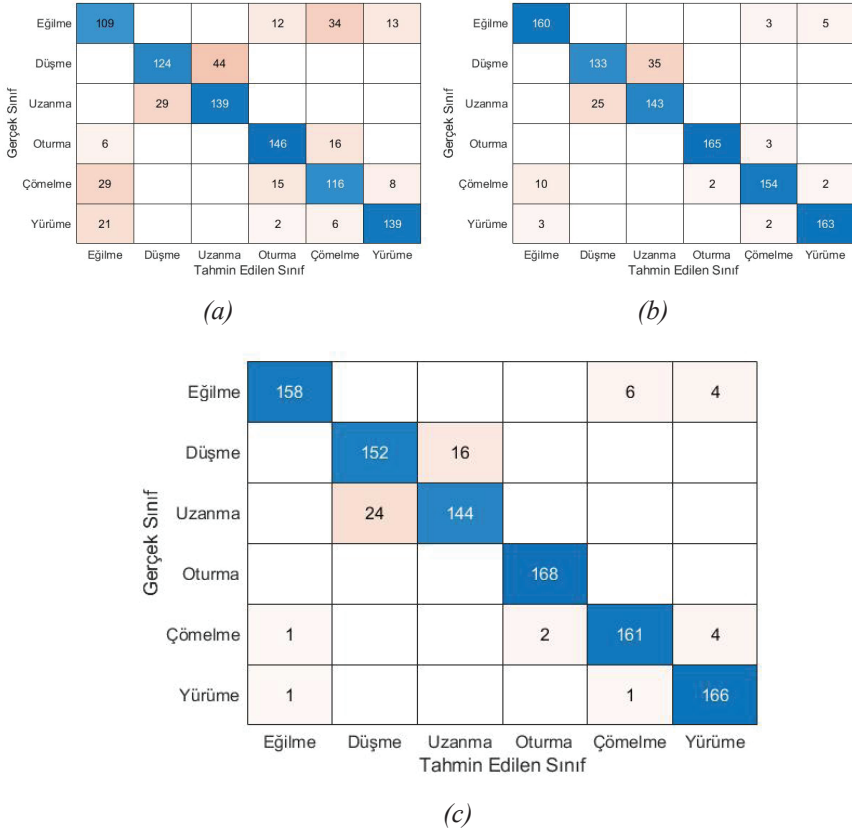 Gerçek Sınıf
Eğilme 109 12 34 13
Düşme 124 44
Uzanma 29 139
Oturma 6 146 16
Çömelme 29 15 116 8
Yürüme 21 2 6 139
Eğilme Düşme Uzanma Oturma Çömelme Yürüme
Tahmin Edilen Sınıf
(a)
Gerçek Sınıf
Eğilme 160 3 5
Düşme 133 35
Uzanma 25 143
Oturma 165 3
Çömelme 10 2 154 2
Yürüme 3 2 163
Eğilme Düşme Uzanma Oturma Çömelme Yürüme
Tahmin Edilen Sınıf
(b)
Gerçek Sınıf
Eğilme 158 6 4
Düşme 152 16
Uzanma 24 144
Oturma 168
Çömelme 1 2 161 4
Yürüme 1 1 166
Eğilme Düşme Uzanma Oturma Çömelme Yürüme
Tahmin Edilen Sınıf
(c)